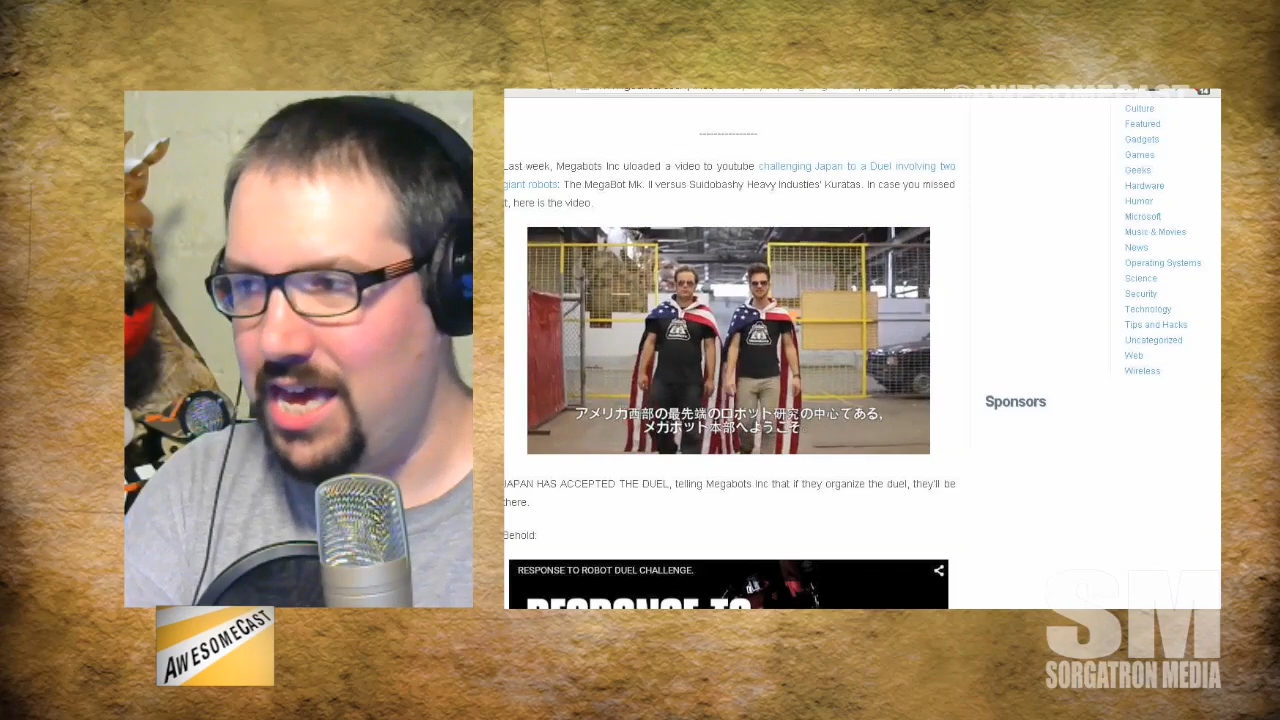 @AWESOMECAST
14
Culture
Featured
Gadgets
Games
Geeks
Hardware
Humor
Microsoft
Music & Movies
News
Operating Systems
Science
Security
Technology
Tips and Hacks
Uncategorized
Web
Wireless
Sponsors
----------------
Last week, Megabots Inc uloaded a video to youtube challenging Japan to a Duel involving two
giant robots: The MegaBot Mk. II versus Suidobashy Heavy Industies' Kuratas. In case you missed
t, here is the video.
アメリカ西部の最先端のロボット研究の中心である,
メガボット本部へようこそ
JAPAN HAS ACCEPTED THE DUEL, telling Megabots Inc that if they organize the duel, they'll be
there.
Behold:
RESPONSE TO ROBOT DUEL CHALLENGE.
RESPONSE TO
AWESOMECAST
SM
SORGATRON MEDIA